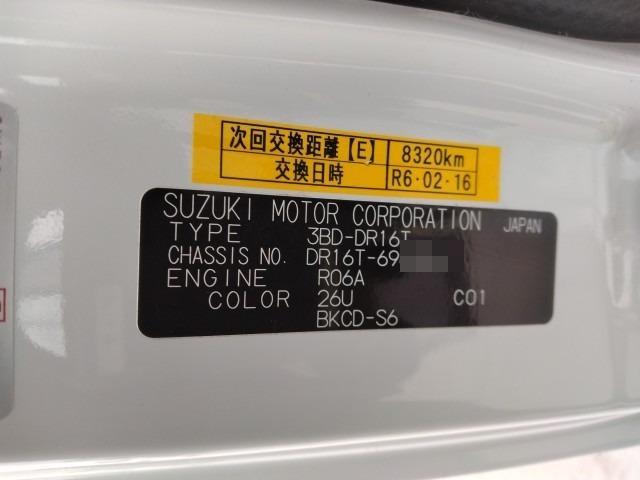 次回交換距離【E】 8320km
交換日時 R6・02・16
SUZUKI MOTOR CORPORATION JAPAN
TYPE 3BD-DR16T
CHASSIS NO. DR16T-69
ENGINE R06A
COLOR 26U C01
BKCD-S6